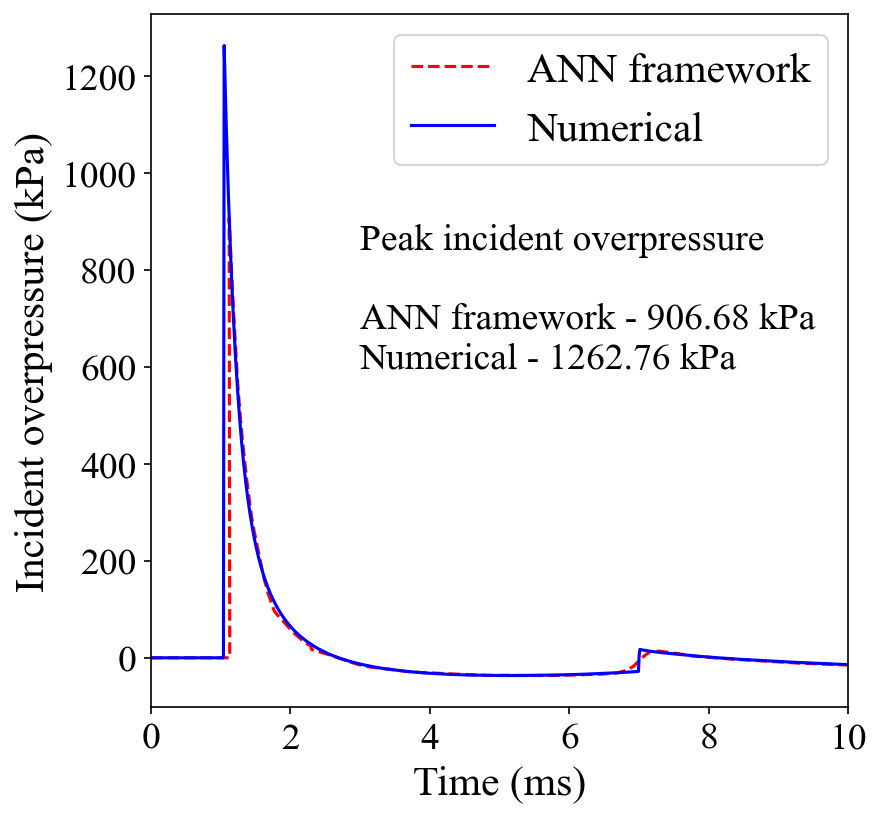 ANN framework
Numerical
Peak incident overpressure
ANN framework - 906.68 kPa
Numerical - 1262.76 kPa
Incident overpressure (kPa)
1200
1000
800
600
400
200
0
0 2 4 6 8 10
Time (ms)